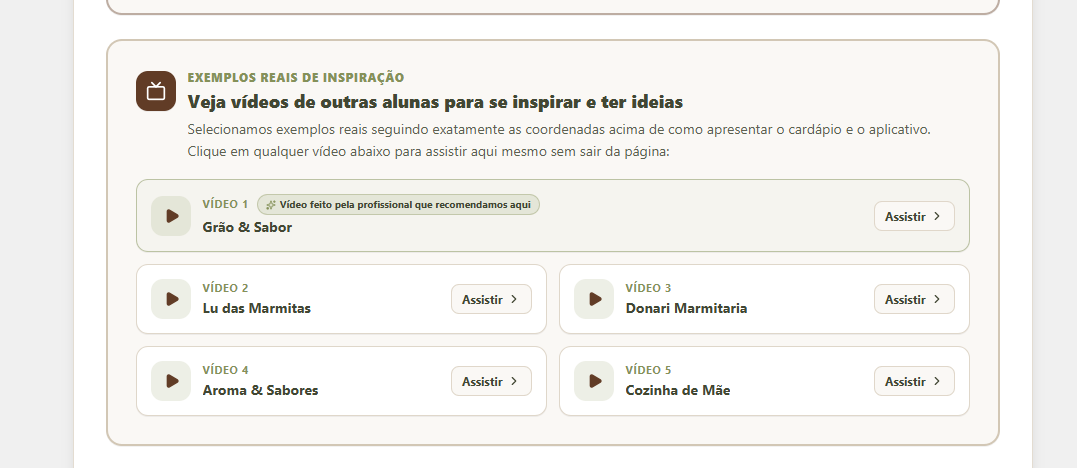 EXEMPLOS REAIS DE INSPIRAÇÃO
Veja vídeos de outras alunas para se inspirar e ter ideias
Selecionamos exemplos reais seguindo exatamente as coordenadas acima de como apresentar o cardápio e o aplicativo.
Clique em qualquer vídeo abaixo para assistir aqui mesmo sem sair da página:
VÍDEO 1 Vídeo feito pela profissional que recomendamos aqui
Grão & Sabor
Assistir
VÍDEO 2
Lu das Marmitas
Assistir
VÍDEO 3
Donari Marmitaria
Assistir
VÍDEO 4
Aroma & Sabores
Assistir
VÍDEO 5
Cozinha de Mãe
Assistir